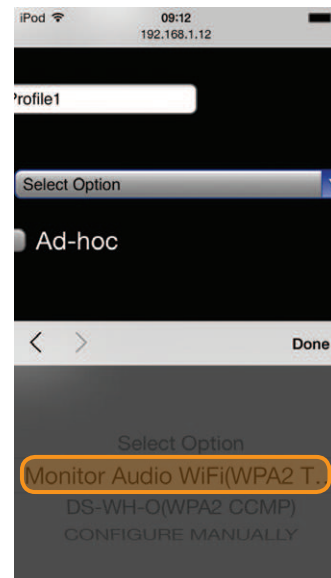 iPod 09:12
192.168.1.12
Profile1
Select Option
Ad-hoc
Done
Select Option
Monitor Audio WiFi(WPA2 T...
DS-WH-O(WPA2 CCMP)
CONFIGURE MANUALLY